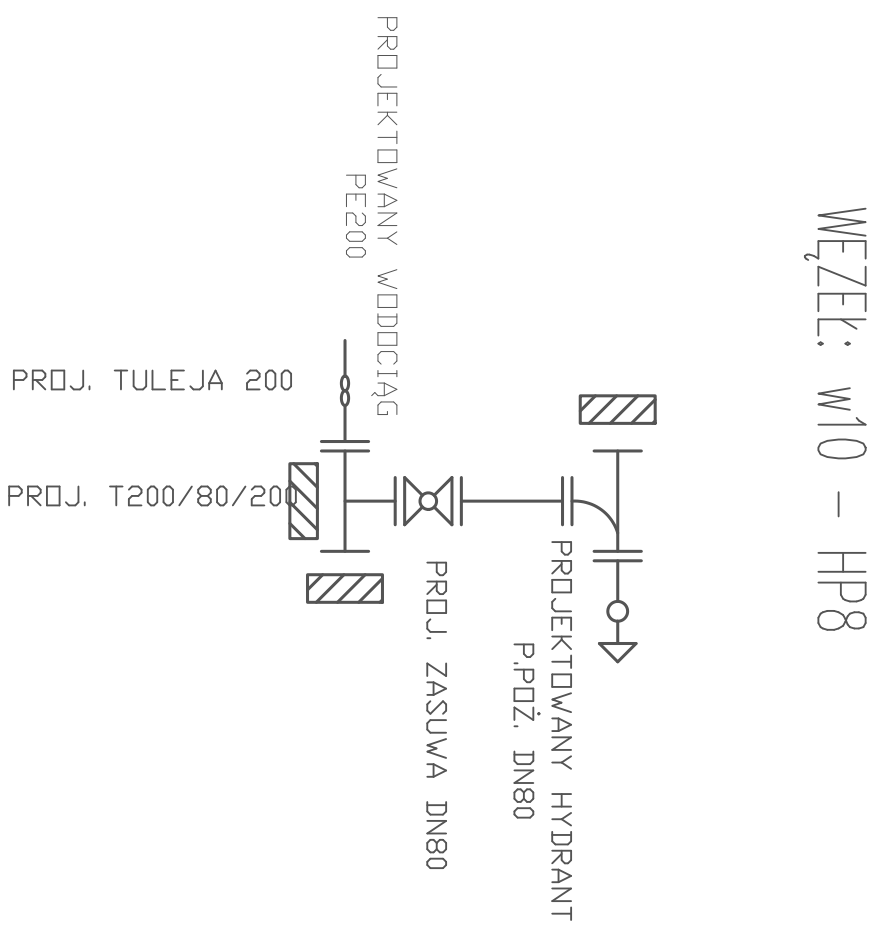 WĘZEŁ: w10 - HP8
PROJEKTOWANY WODOCIĄG
PE200
PROJ. TULEJA 200
PROJ. T200/80/200
PROJEKTOWANY HYDRANT
P.POŻ. DN80
PROJ. ZASUWA DN80